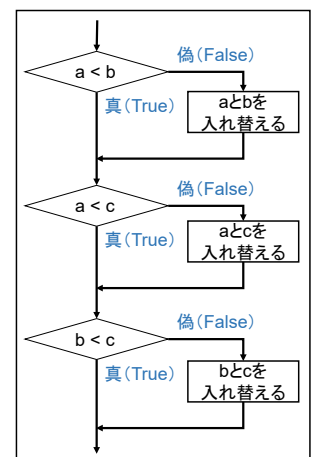 偽（False）
a < b
真（True）
aとbを
入れ替える
偽（False）
a < c
真（True）
aとcを
入れ替える
偽（False）
b < c
真（True）
bとcを
入れ替える